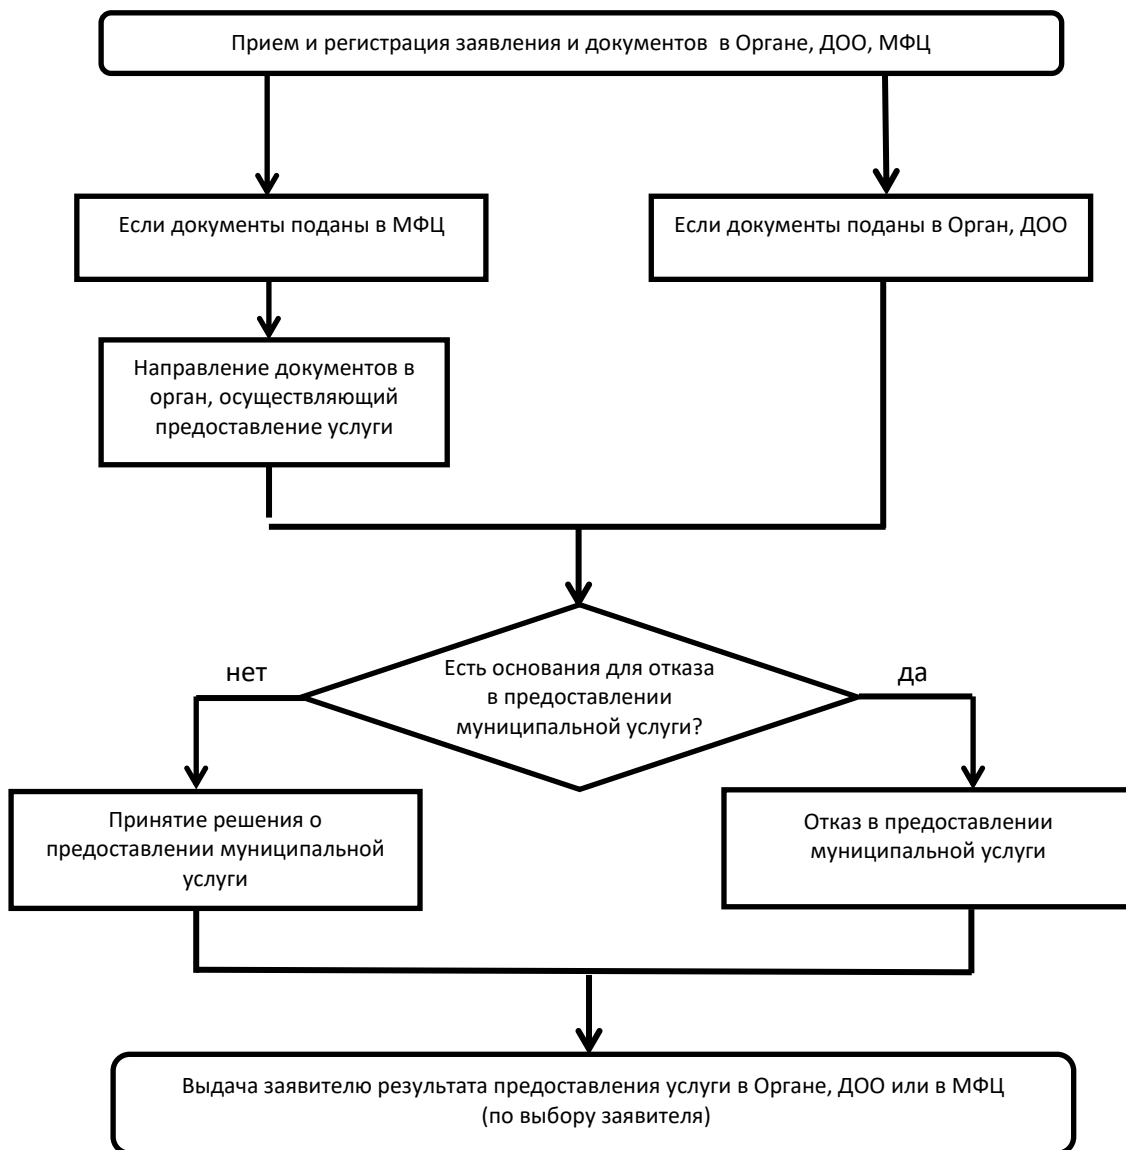 Прием и регистрация заявления и документов  в Органе, ДОО, МФЦ
Если документы поданы в МФЦ
Если документы поданы в Орган, ДОО
Направление документов в
орган, осуществляющий
предоставление услуги
Есть основания для отказа
в предоставлении
муниципальной услуги?
нет
да
Принятие решения о
предоставлении муниципальной
услуги
Отказ в предоставлении
муниципальной услуги
Выдача заявителю результата предоставления услуги в Органе, ДОО или в МФЦ
(по выбору заявителя)